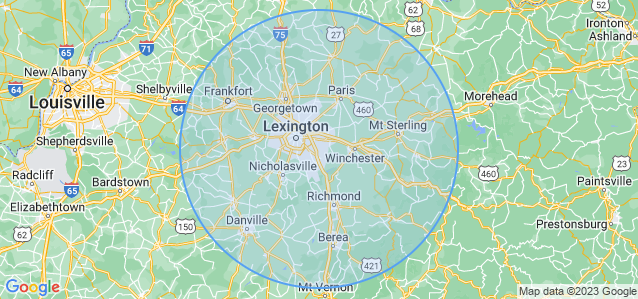 62
75
27
62
68
Ironton
Ashland
65
71
New Albany
64
Louisville
Shelbyville
64
Frankfort
Paris
Georgetown
460
Morehead
23
Lexington
Mt Sterling
Shepherdsville
Winchester
Nicholasville
460
Radcliff
65
Bardstown
Richmond
Paintsville
Elizabethtown
62
150
Danville
Prestonsburg
Berea
421
23
Google
Mt Vernon
Map data ©2023 Google